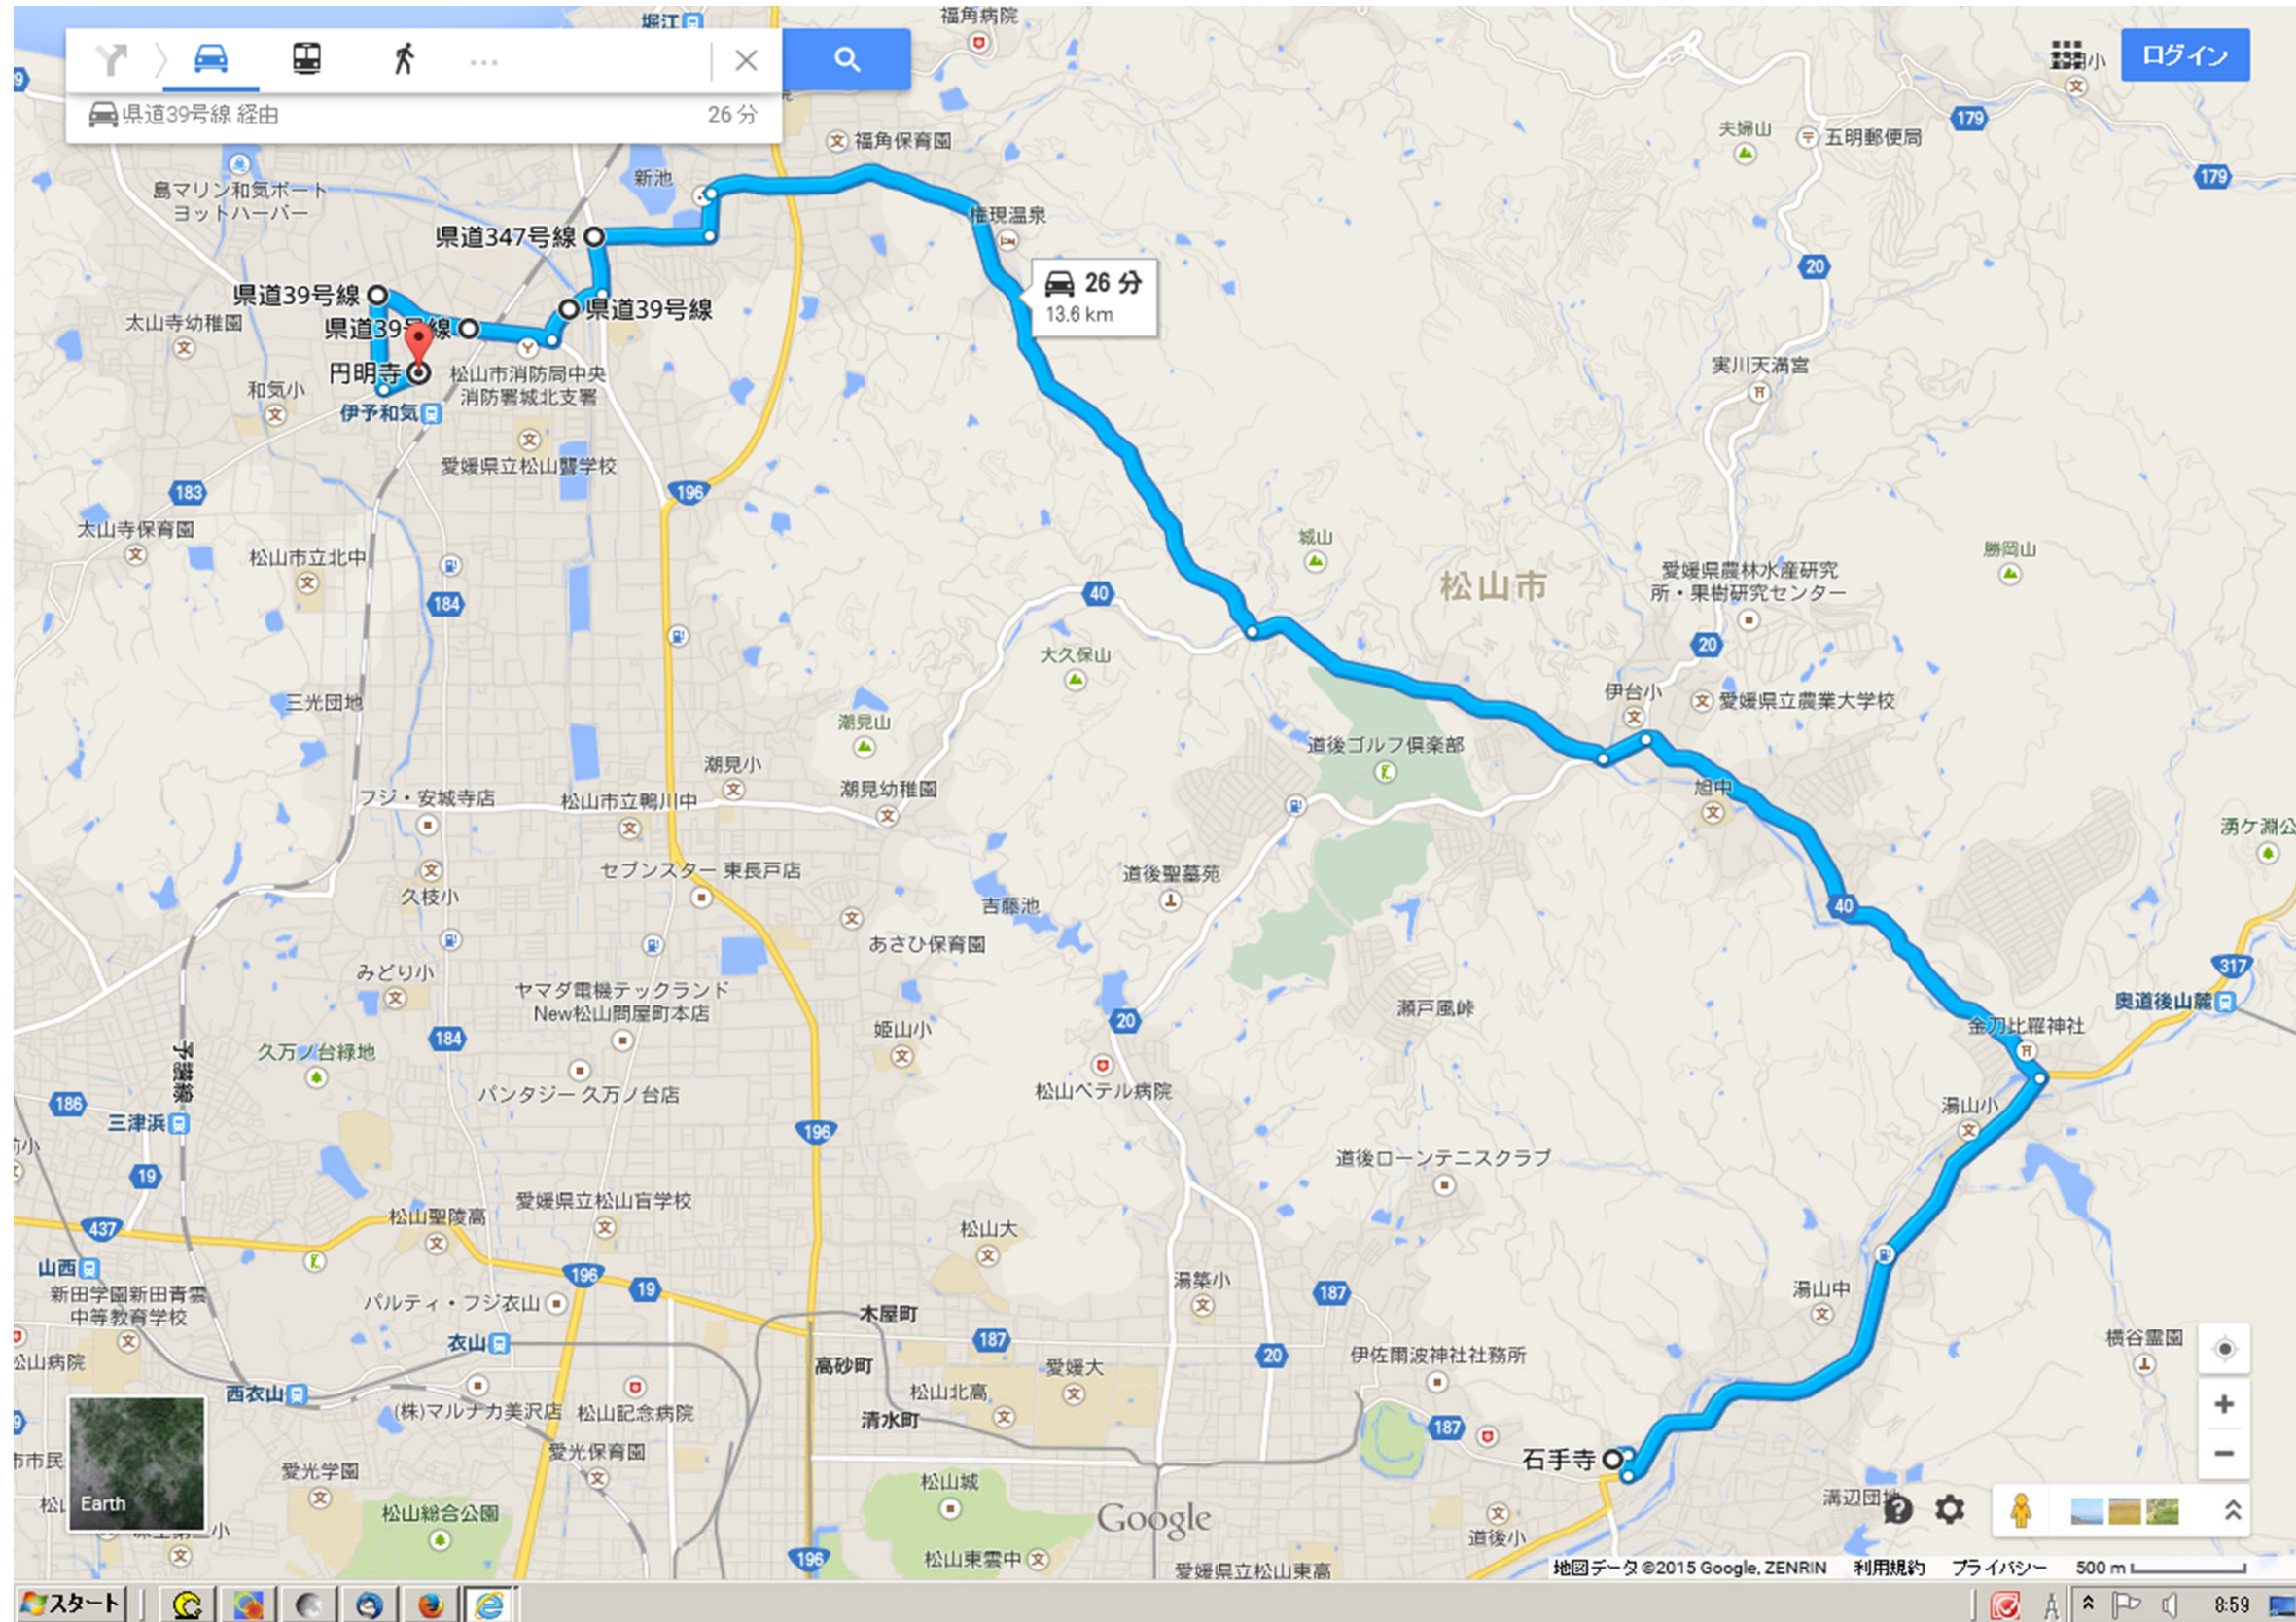 堀江
福角病院
ログイン
県道39号線 経由
26 分
小
179
夫婦山
五明郵便局
福角保育園
179
島マリン和気ボート
ヨットハーバー
新池
権現温泉
県道347号線
20
26 分
13.6 km
県道39号線
県道39号線
太山寺幼稚園
実川天満宮
円明寺
松山市消防局中央
消防署城北支署
和気小
伊予和気
愛媛県立松山聾学校
183
196
太山寺保育園
松山市立北中
城山
勝岡山
松山市
愛媛県農林水産研究
所・果樹研究センター
40
184
20
大久保山
伊台小
愛媛県立農業大学校
三光団地
潮見山
道後ゴルフ倶楽部
潮見小
潮見幼稚園
旭中
フジ・安城寺店
松山市立鴨川中
湧ケ淵公
セブンスター 東長戸店
道後聖墓苑
久枝小
吉藤池
40
あさひ保育園
317
みどり小
ヤマダ電機テックランド
New松山問屋町本店
奥道後山麓
瀬戸風峠
20
姫山小
金刀比羅神社
184
久万ノ台緑地
予讃線
パンタジー 久万ノ台店
松山ベテル病院
186
三津浜
湯山小
196
道後ローンテニスクラブ
19
愛媛県立松山盲学校
松山聖陵高
437
松山大
山西
196
19
湯築小
187
湯山中
新田学園新田青雲
中等教育学校
パルティ・フジ衣山
木屋町
187
横谷霊園
衣山
20
伊佐爾波神社社務所
松山病院
高砂町
愛媛大
西衣山
松山北高
(株)マルナカ美沢店
松山記念病院
清水町
187
市市民
愛光保育園
石手寺
愛光学園
松山城
Earth
松山総合公園
Google
溝辺団地
道後小
196
松山東雲中
愛媛県立松山東高
地図データ ©2015 Google, ZENRIN
利用規約
プライバシー
500 m
スタート
8:59